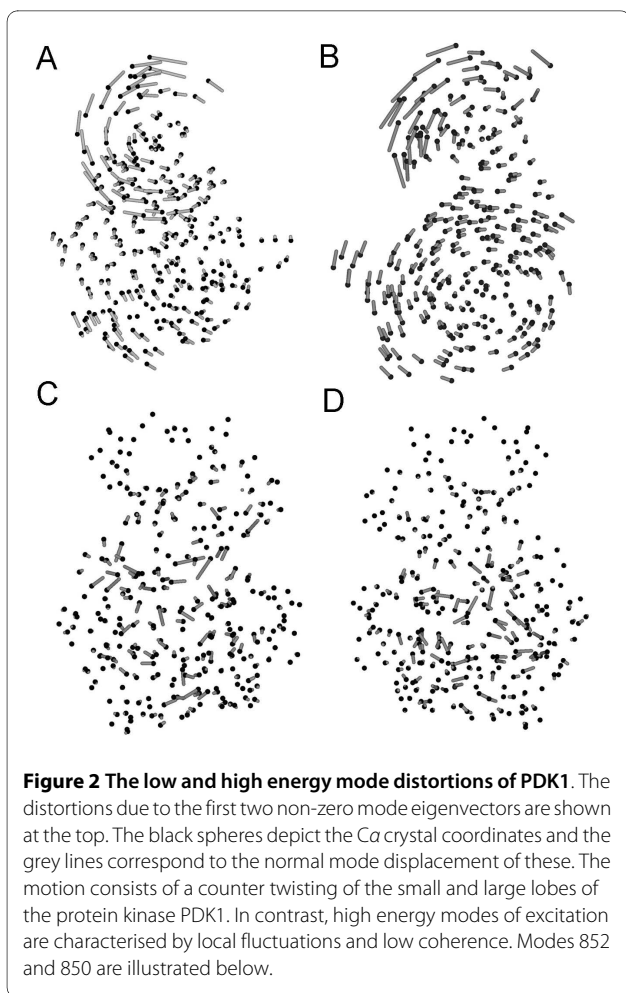 A
B
C
D
Figure 2 The low and high energy mode distortions of PDK1. The
distortions due to the first two non-zero mode eigenvectors are shown
at the top. The black spheres depict the Cα crystal coordinates and the
grey lines correspond to the normal mode displacement of these. The
motion consists of a counter twisting of the small and large lobes of
the protein kinase PDK1. In contrast, high energy modes of excitation
are characterised by local fluctuations and low coherence. Modes 852
and 850 are illustrated below.